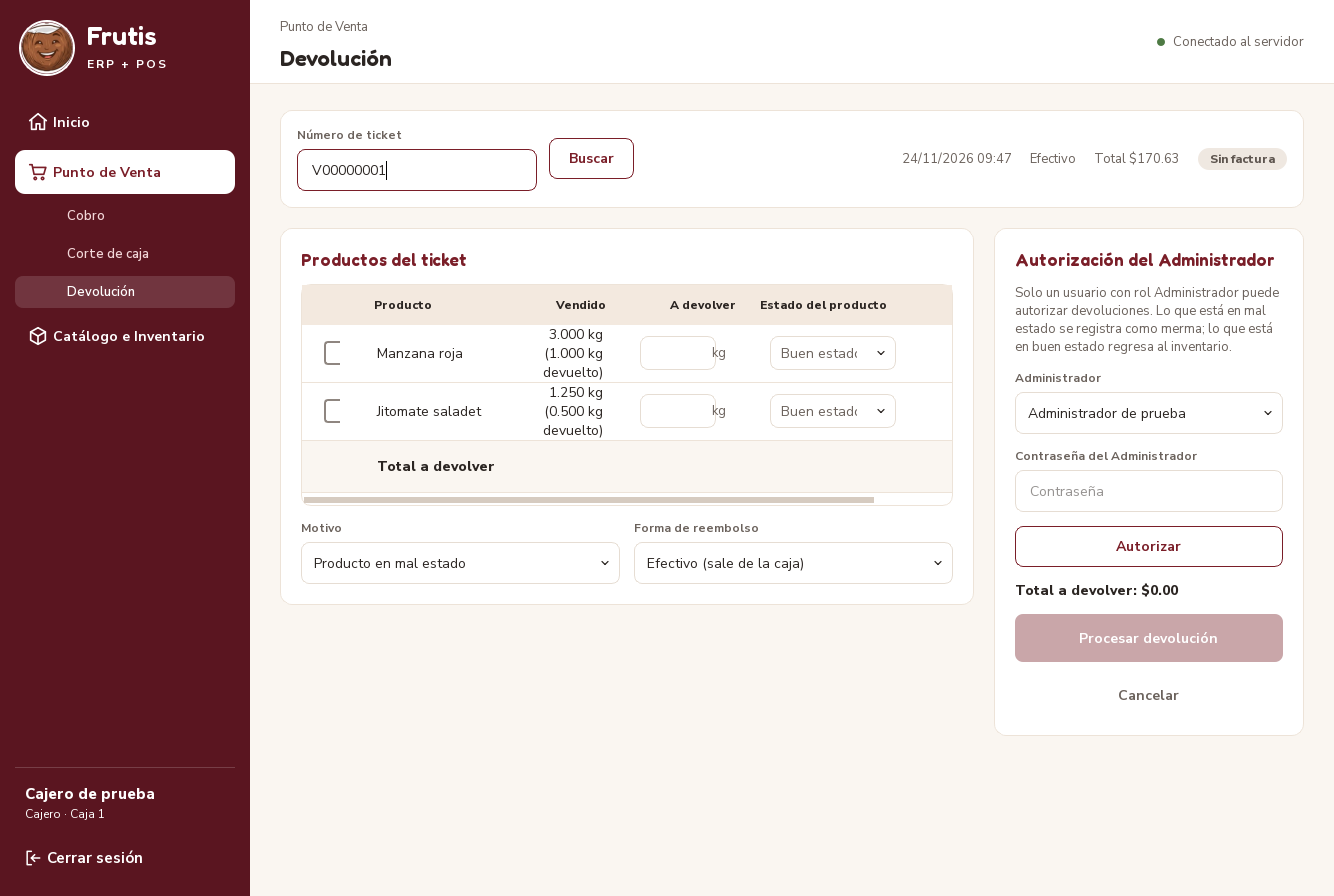 Frutis
ERP + POS
Inicio
Punto de Venta
Cobro
Corte de caja
Devolución
Catálogo e Inventario
Cajero de prueba
Cajero · Caja 1
Cerrar sesión
Punto de Venta
Devolución
Conectado al servidor
Número de ticket
V00000001
Buscar
24/11/2026 09:47 Efectivo Total $170.63 Sin factura
Productos del ticket
Producto Vendido A devolver Estado del producto
Manzana roja 3.000 kg (1.000 kg devuelto) kg Buen estado
Jitomate saladet 1.250 kg (0.500 kg devuelto) kg Buen estado
Total a devolver
Motivo
Producto en mal estado
Forma de reembolso
Efectivo (sale de la caja)
Autorización del Administrador
Solo un usuario con rol Administrador puede
autorizar devoluciones. Lo que está en mal
estado se registra como merma; lo que está
en buen estado regresa al inventario.
Administrador
Administrador de prueba
Contraseña del Administrador
Contraseña
Autorizar
Total a devolver: $0.00
Procesar devolución
Cancelar